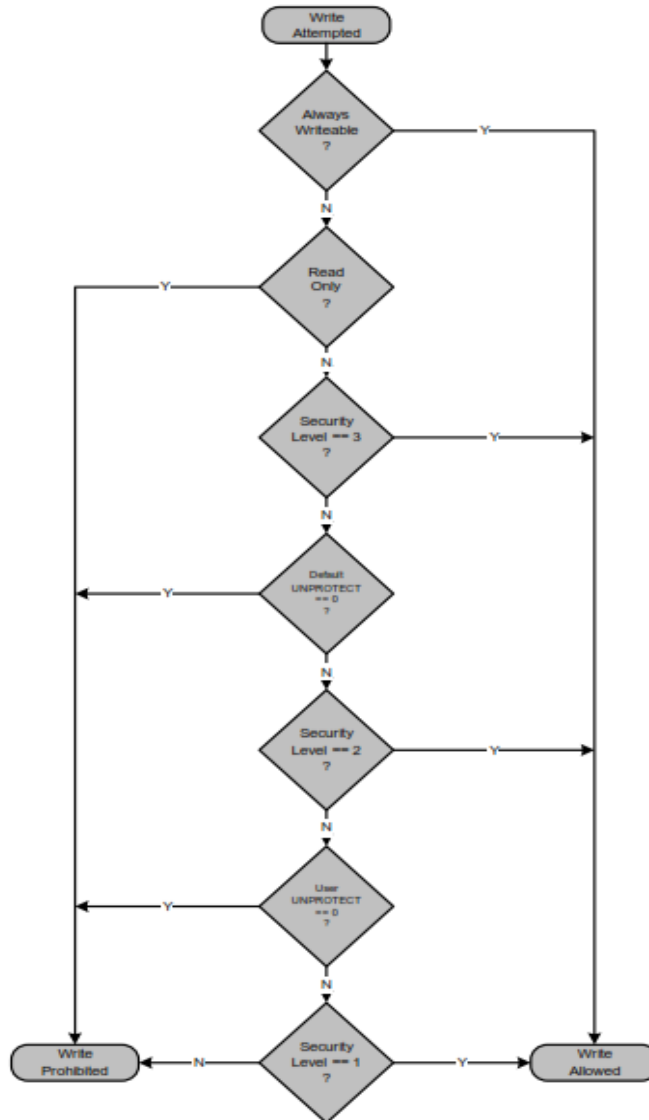 Write
Attempted
Always
Writeable
?
Y
N
Read
Only
?
Y
N
Security
Level == 3
?
Y
N
Default
UNPROTECT
== 0
?
Y
N
Security
Level == 2
?
Y
N
User
UNPROTECT
== 0
?
Y
N
Write
Prohibited
N
Security
Level == 1
?
Y
Write
Allowed